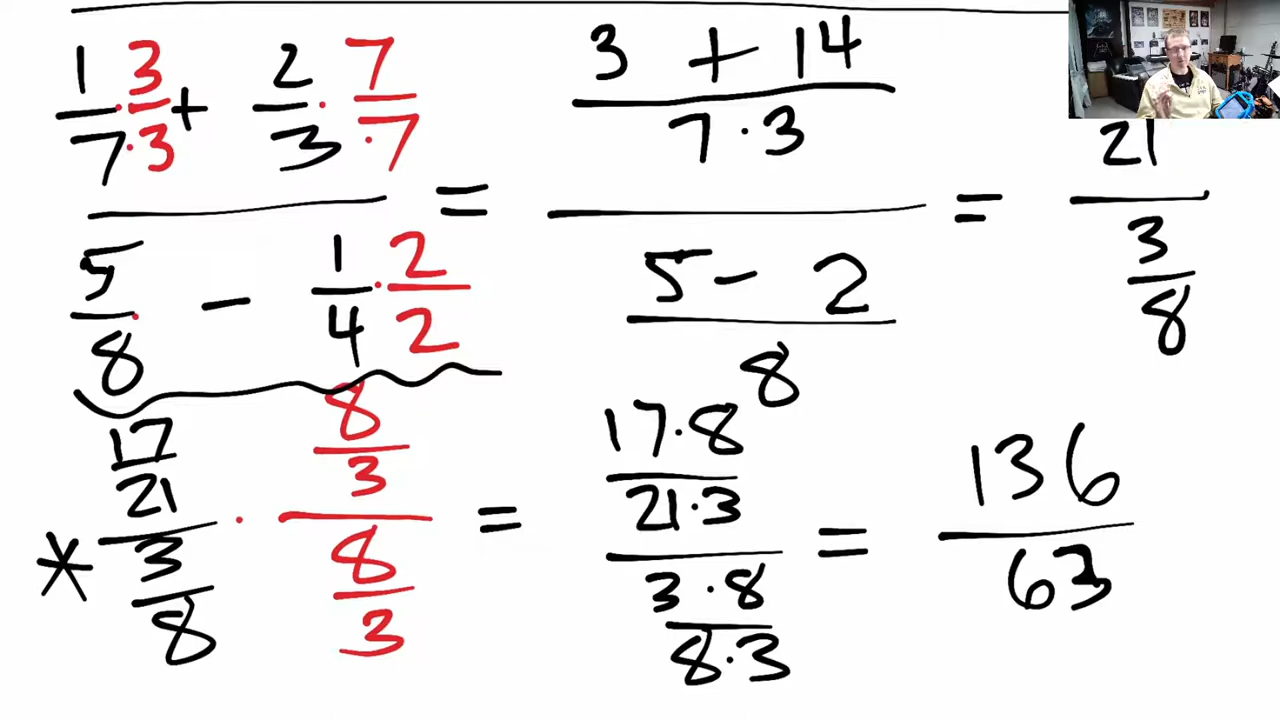 1/7 · 3/3 + 2/3 · 7/7 = 3 + 14 / 7 · 3 = 21
5/8 · − 1/4 · 2/2 5 − 2 / 8 3/8
* 17/21 · 8/3 = 17·8 / 21·3 = 136
3/8 8/3 3·8 / 8·3 63